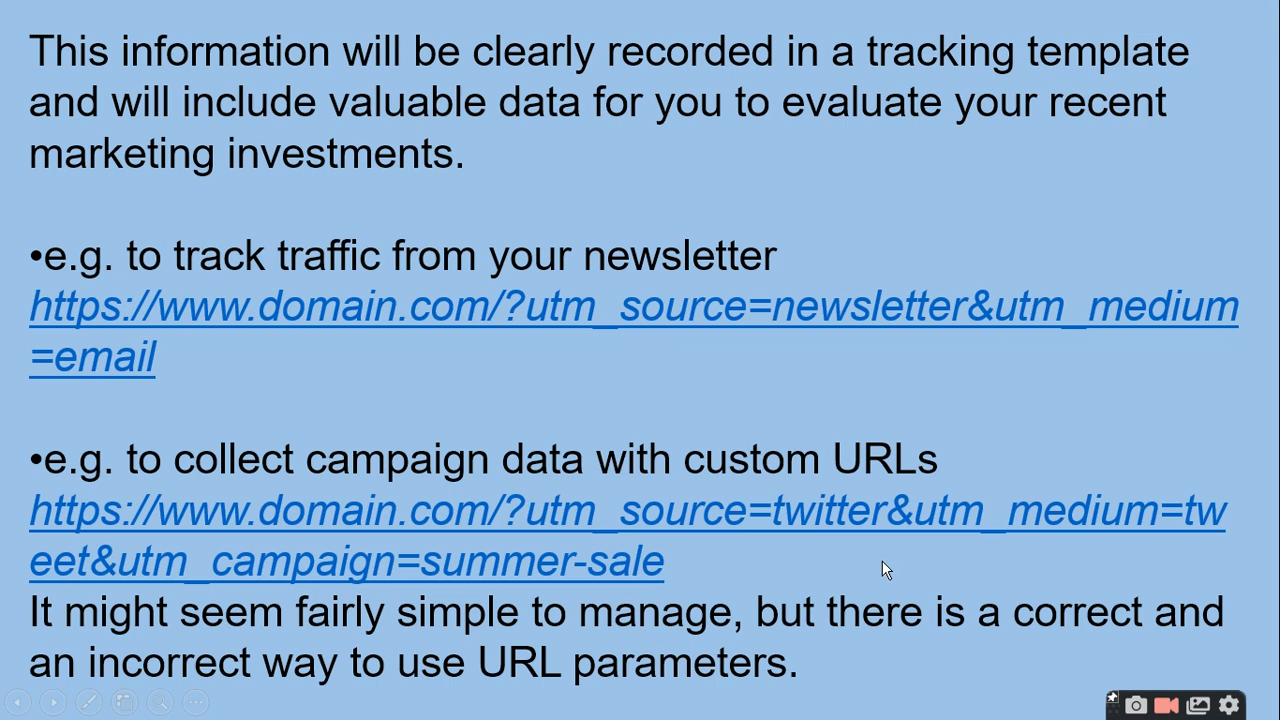 This information will be clearly recorded in a tracking template
and will include valuable data for you to evaluate your recent
marketing investments.
•e.g. to track traffic from your newsletter
https://www.domain.com/?utm_source=newsletter&utm_medium
=email
•e.g. to collect campaign data with custom URLs
https://www.domain.com/?utm_source=twitter&utm_medium=tw
eet&utm_campaign=summer-sale
It might seem fairly simple to manage, but there is a correct and
an incorrect way to use URL parameters.